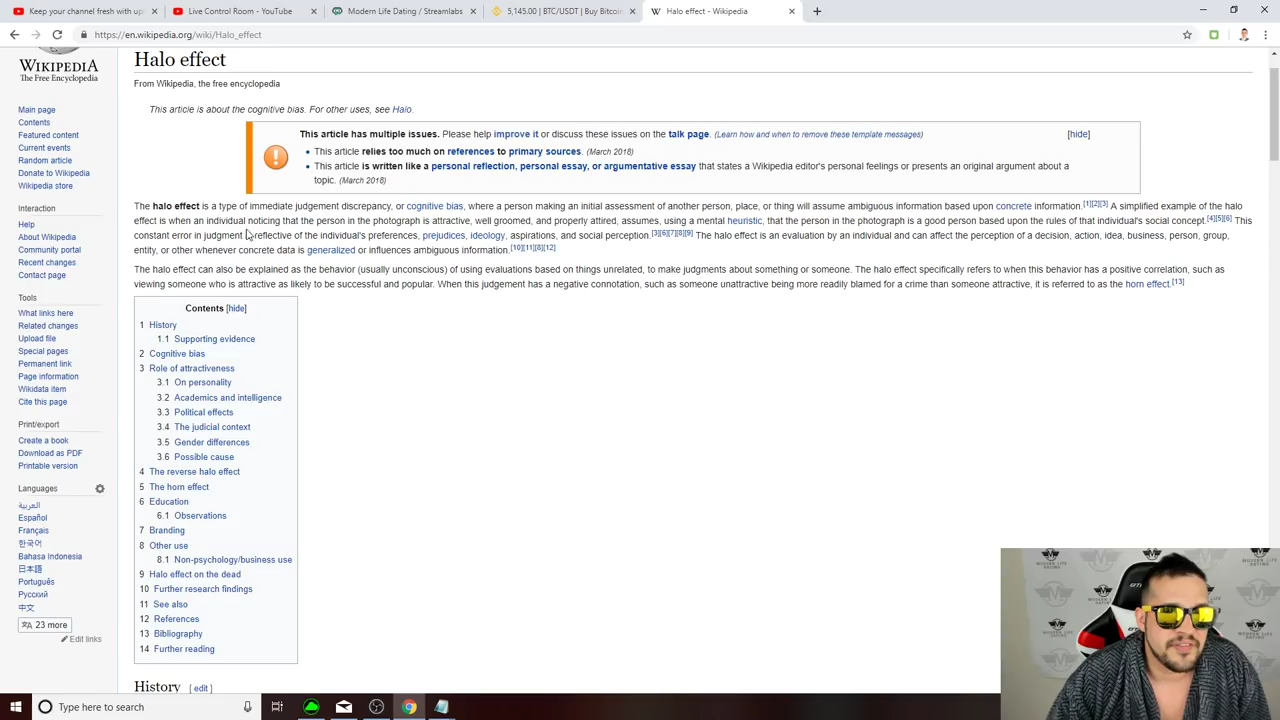 Keep your channel fresh with upl
Live Control Room - YouTube
Modern Life Dating / Streamlabs
5,145.00 | BTC/USDT | Buy Bitcoin
Halo effect - Wikipedia
https://en.wikipedia.org/wiki/Halo_effect
WIKIPEDIA
The Free Encyclopedia
Main page
Contents
Featured content
Current events
Random article
Donate to Wikipedia
Wikipedia store
Interaction
Help
About Wikipedia
Community portal
Recent changes
Contact page
Tools
What links here
Related changes
Upload file
Special pages
Permanent link
Page information
Wikidata item
Cite this page
Print/export
Create a book
Download as PDF
Printable version
Languages
العربية
Español
Français
한국어
Bahasa Indonesia
日本語
Português
Русский
中文
23 more
Edit links
Halo effect
From Wikipedia, the free encyclopedia
This article is about the cognitive bias. For other uses, see Halo.
This article has multiple issues. Please help improve it or discuss these issues on the talk page. (Learn how and when to remove these template messages) [hide]
• This article relies too much on references to primary sources. (March 2018)
• This article is written like a personal reflection, personal essay, or argumentative essay that states a Wikipedia editor's personal feelings or presents an original argument about a
topic. (March 2018)
The halo effect is a type of immediate judgement discrepancy, or cognitive bias, where a person making an initial assessment of another person, place, or thing will assume ambiguous information based upon concrete information.[1][2][3] A simplified example of the halo
effect is when an individual noticing that the person in the photograph is attractive, well groomed, and properly attired, assumes, using a mental heuristic, that the person in the photograph is a good person based upon the rules of that individual's social concept.[4][5][6] This
constant error in judgment is reflective of the individual's preferences, prejudices, ideology, aspirations, and social perception.[3][6][7][8][9] The halo effect is an evaluation by an individual and can affect the perception of a decision, action, idea, business, person, group,
entity, or other whenever concrete data is generalized or influences ambiguous information.[10][11][8][12]
The halo effect can also be explained as the behavior (usually unconscious) of using evaluations based on things unrelated, to make judgments about something or someone. The halo effect specifically refers to when this behavior has a positive correlation, such as
viewing someone who is attractive as likely to be successful and popular. When this judgement has a negative connotation, such as someone unattractive being more readily blamed for a crime than someone attractive, it is referred to as the horn effect.[13]
Contents [hide]
1 History
1.1 Supporting evidence
2 Cognitive bias
3 Role of attractiveness
3.1 On personality
3.2 Academics and intelligence
3.3 Political effects
3.4 The judicial context
3.5 Gender differences
3.6 Possible cause
4 The reverse halo effect
5 The horn effect
6 Education
6.1 Observations
7 Branding
8 Other use
8.1 Non-psychology/business use
9 Halo effect on the dead
10 Further research findings
11 See also
12 References
13 Bibliography
14 Further reading
History [ edit ]
MODERN LIFE
DATING
Type here to search